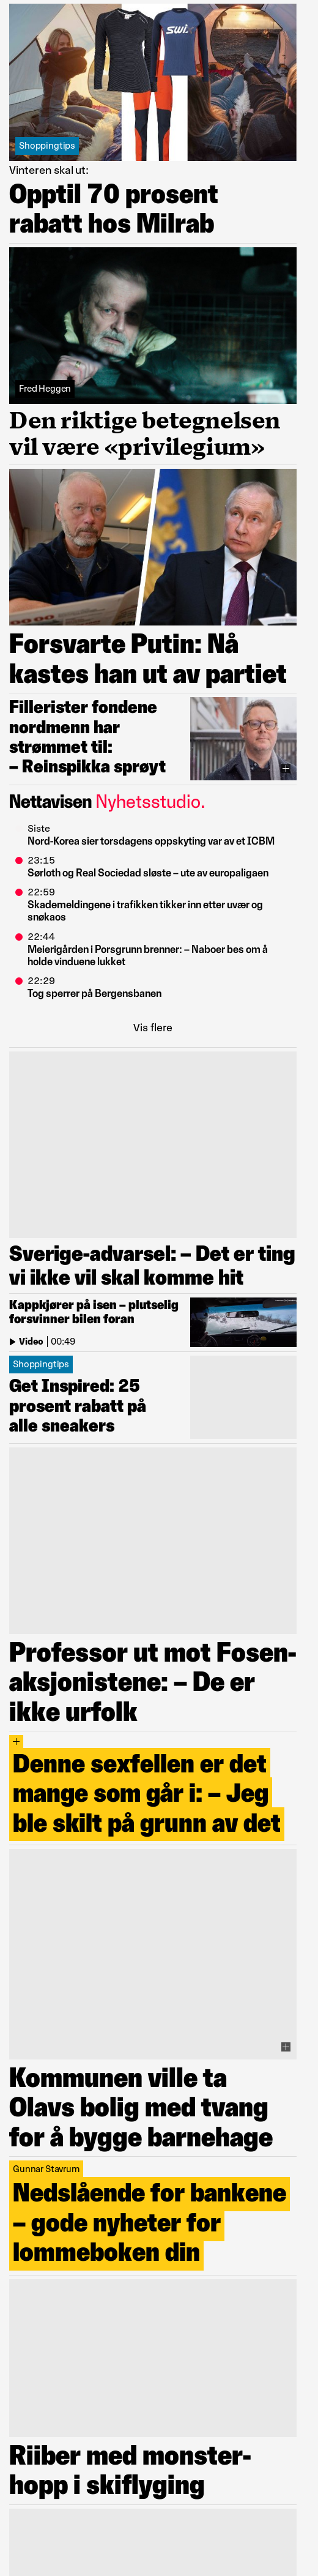 swix
Shoppingtips
Vinteren skal ut:
Opptil 70 prosent
rabatt hos Milrab
Fred Heggen
Den riktige betegnelsen
vil være «privilegium»
Forsvarte Putin: Nå
kastes han ut av partiet
Fillerister fondene
nordmenn har
strømmet til:
– Reinspikka sprøyt
Nettavisen Nyhetsstudio.
Siste
Nord-Korea sier torsdagens oppskyting var av et ICBM
23:15
Sørloth og Real Sociedad sløste – ute av europaligaen
22:59
Skademeldingene i trafikken tikker inn etter uvær og
snøkaos
22:44
Meierigården i Porsgrunn brenner: – Naboer bes om å
holde vinduene lukket
22:29
Tog sperrer på Bergensbanen
Vis flere
Sverige-advarsel: – Det er ting
vi ikke vil skal komme hit
Kappkjører på isen – plutselig
forsvinner bilen foran
Video | 00:49
Shoppingtips
Get Inspired: 25
prosent rabatt på
alle sneakers
Professor ut mot Fosen-
aksjonistene: – De er
ikke urfolk
+
Denne sexfellen er det
mange som går i: – Jeg
ble skilt på grunn av det
Kommunen ville ta
Olavs bolig med tvang
for å bygge barnehage
Gunnar Stavrum
Nedslående for bankene
– gode nyheter for
lommeboken din
Riiber med monster-
hopp i skiflyging